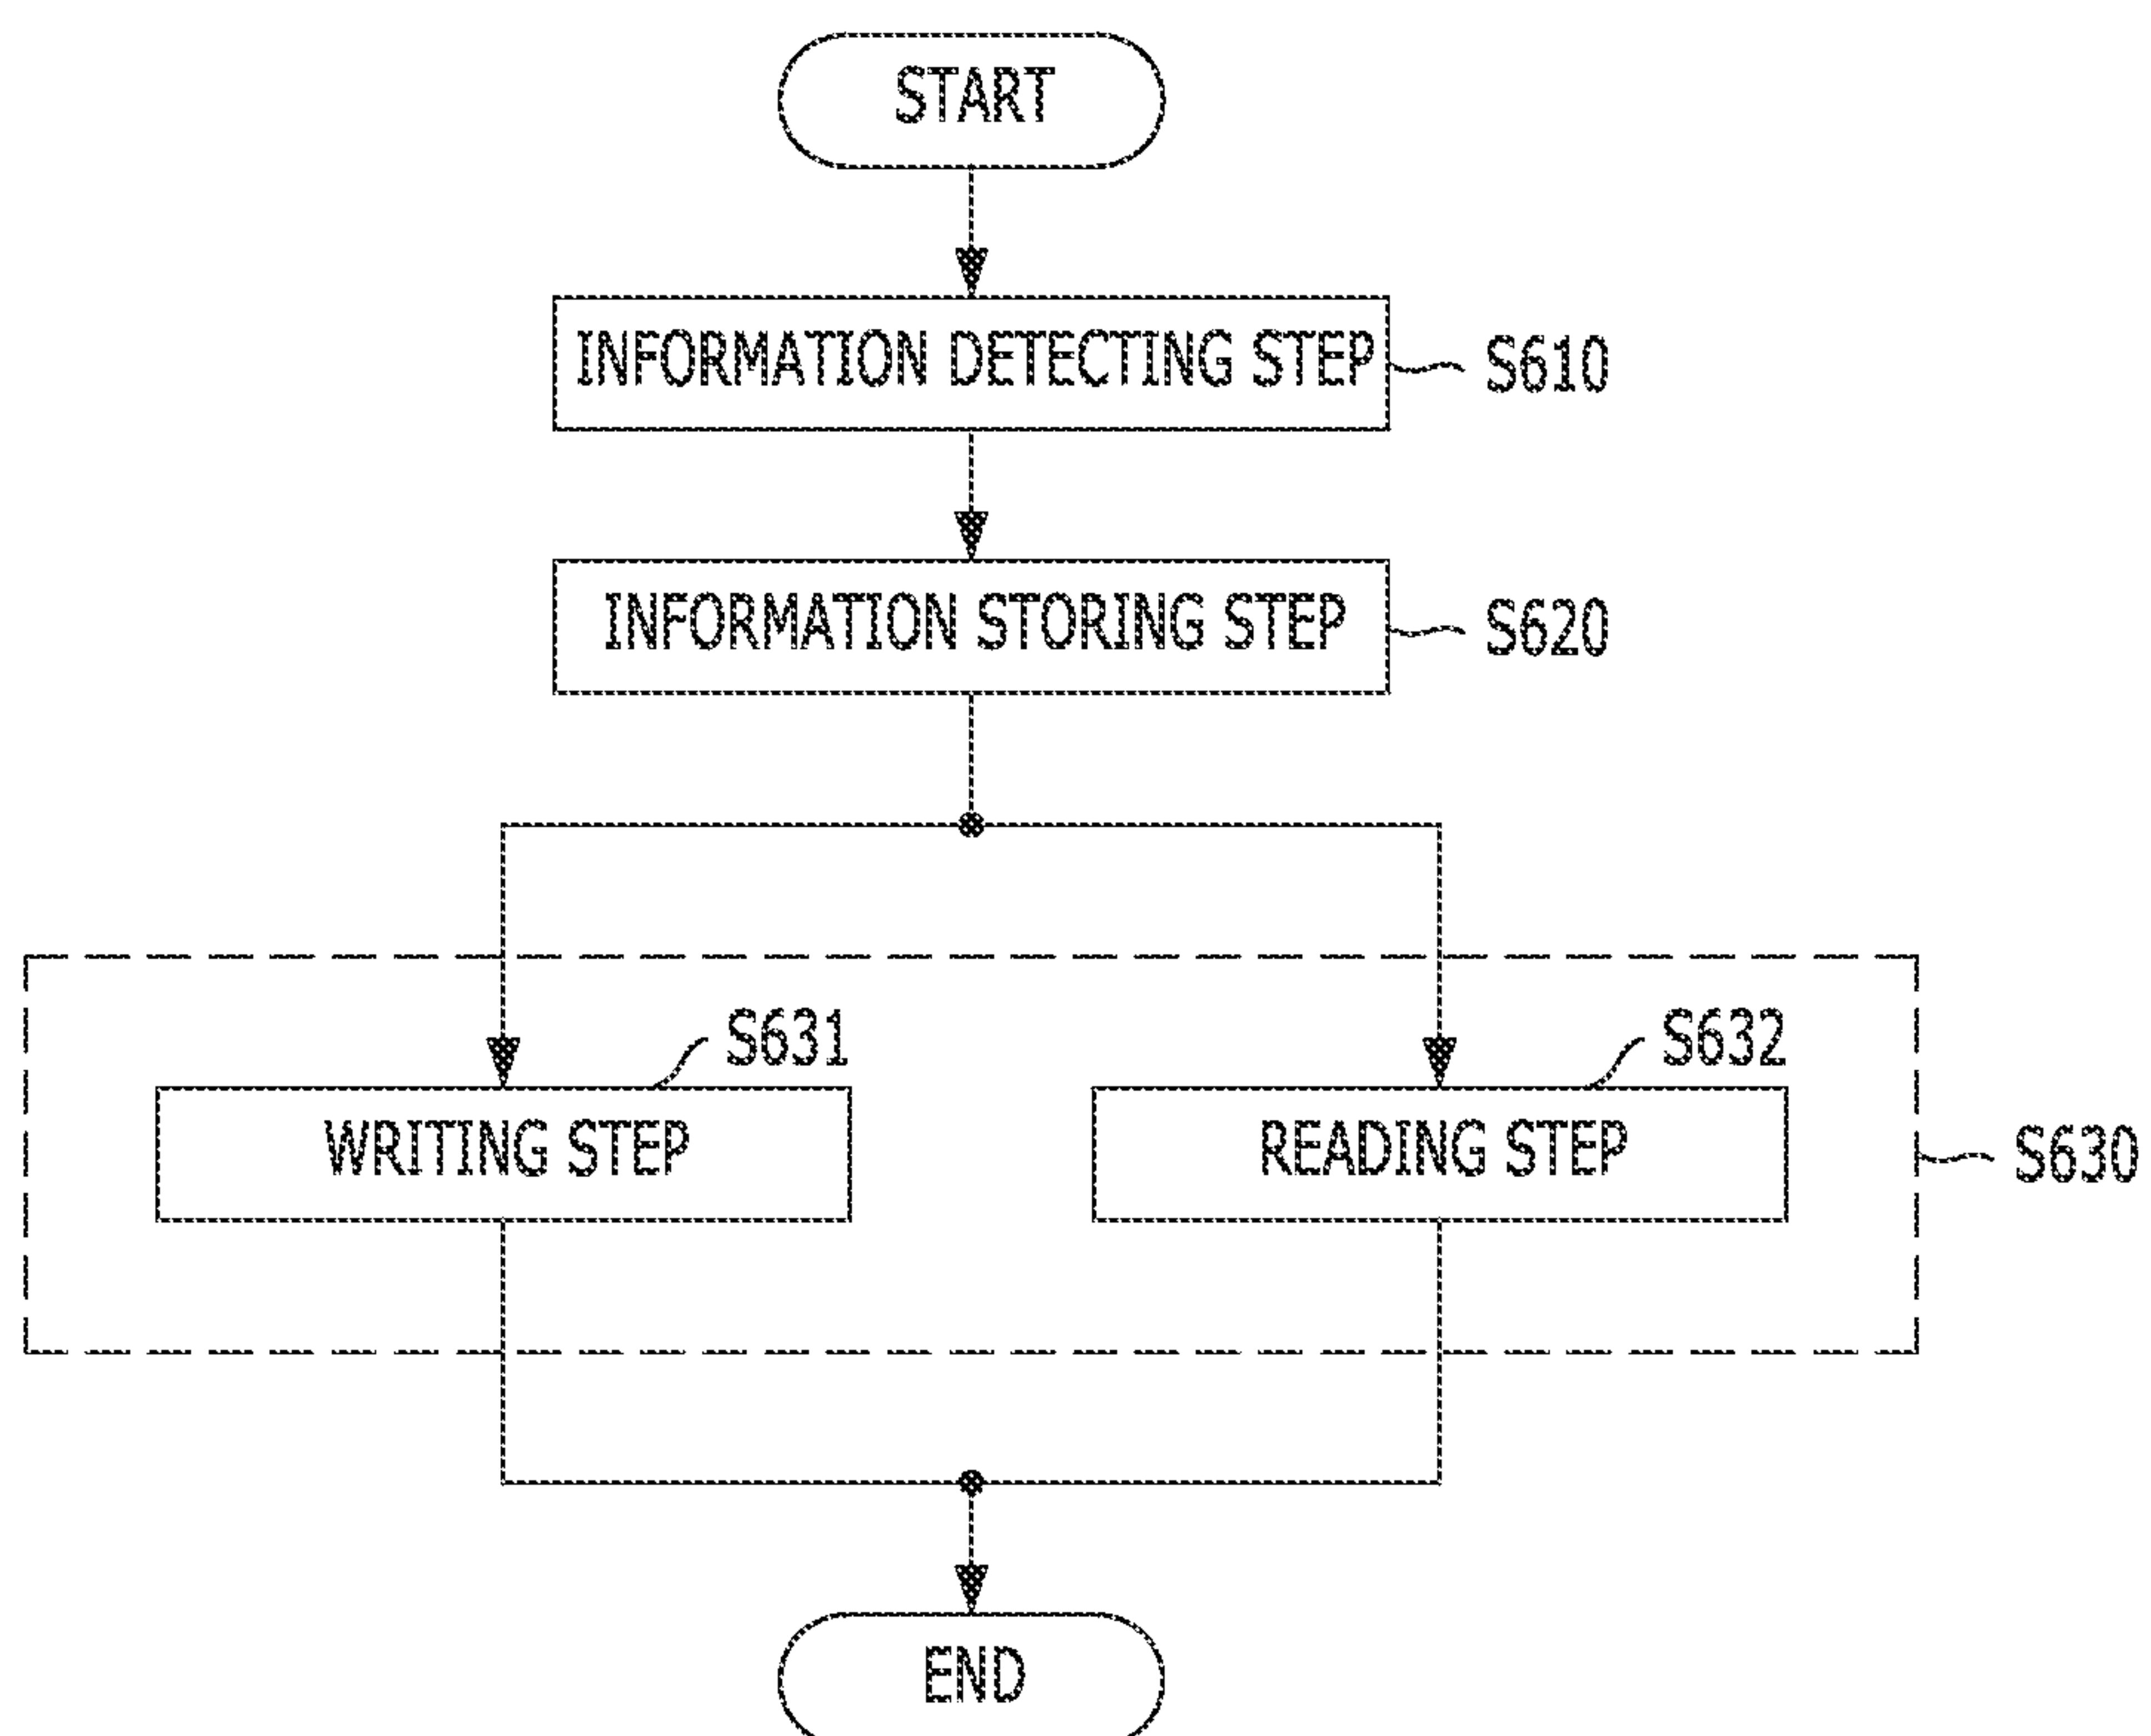 START
INFORMATION DETECTING STEP
S610
INFORMATION STORING STEP
S620
S631
S632
WRITING STEP
READING STEP
S630
END